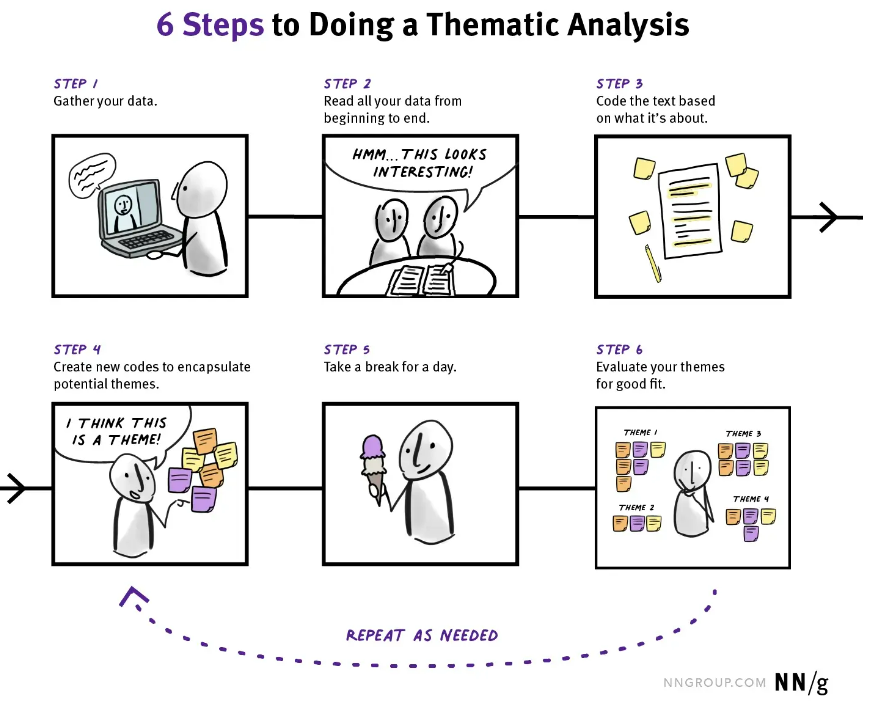 6 Steps to Doing a Thematic Analysis
STEP 1
Gather your data.
STEP 2
Read all your data from
beginning to end.
HMM...THIS LOOKS
INTERESTING!
STEP 3
Code the text based
on what it's about.
STEP 4
Create new codes to encapsulate
potential themes.
I THINK THIS
IS A THEME!
STEP 5
Take a break for a day.
STEP 6
Evaluate your themes
for good fit.
THEME 1
THEME 3
THEME 2
THEME 4
REPEAT AS NEEDED
NNGROUP.COM NN/g